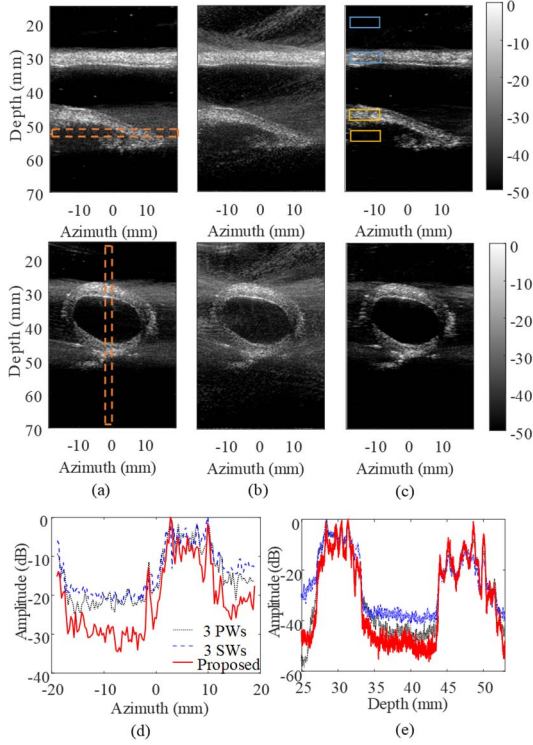 20
30
40
50
60
70
Depth (mm)
-10 0 10
Azimuth (mm)
-10 0 10
Azimuth (mm)
-10 0 10
Azimuth (mm)
0
-10
-20
-30
-40
-50
20
30
40
50
60
70
Depth (mm)
-10 0 10
Azimuth (mm)
(a)
-10 0 10
Azimuth (mm)
(b)
-10 0 10
Azimuth (mm)
(c)
0
-10
-20
-30
-40
-50
0
-10
-20
-30
-40
Amplitude (dB)
-20 -10 0 10 20
Azimuth (mm)
3 PWs
3 SWs
Proposed
(d)
0
-20
-40
-60
Amplitude (dB)
25 30 35 40 45 50
Depth (mm)
(e)